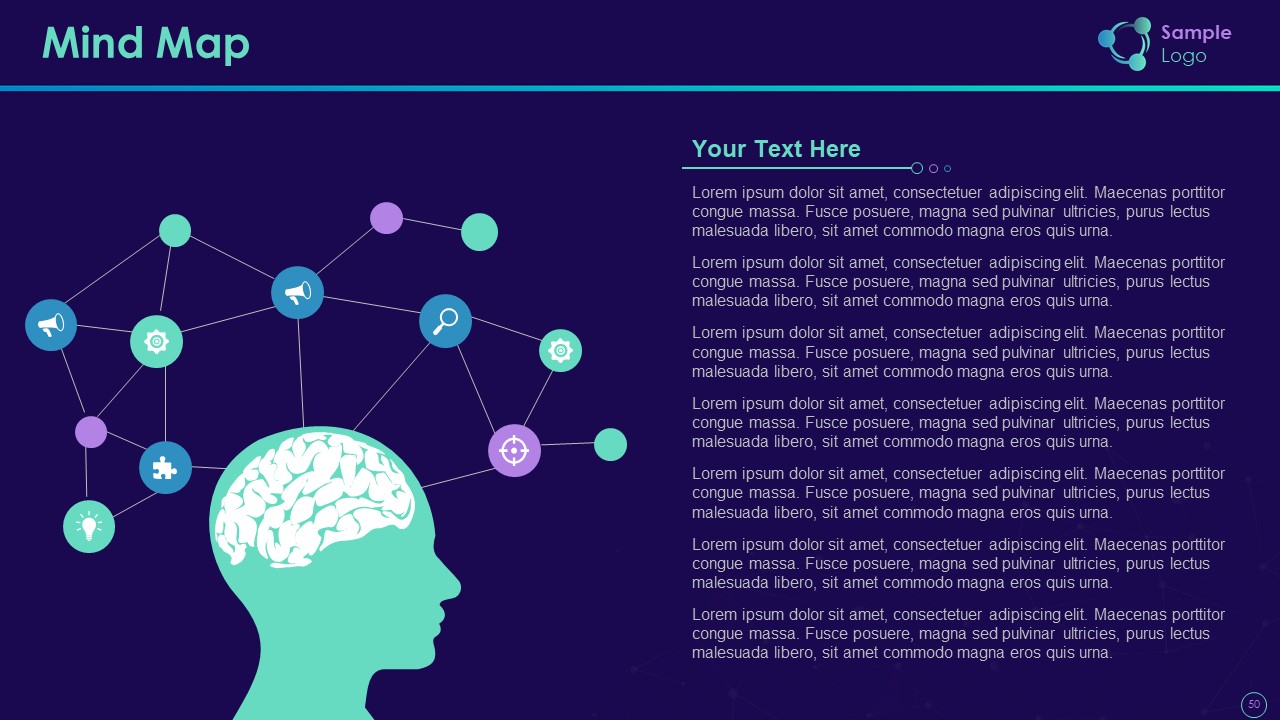 Mind Map
Sample
Logo
Your Text Here
Lorem ipsum dolor sit amet, consectetuer adipiscing elit. Maecenas porttitor
congue massa. Fusce posuere, magna sed pulvinar ultricies, purus lectus
malesuada libero, sit amet commodo magna eros quis urna.
Lorem ipsum dolor sit amet, consectetuer adipiscing elit. Maecenas porttitor
congue massa. Fusce posuere, magna sed pulvinar ultricies, purus lectus
malesuada libero, sit amet commodo magna eros quis urna.
Lorem ipsum dolor sit amet, consectetuer adipiscing elit. Maecenas porttitor
congue massa. Fusce posuere, magna sed pulvinar ultricies, purus lectus
malesuada libero, sit amet commodo magna eros quis urna.
Lorem ipsum dolor sit amet, consectetuer adipiscing elit. Maecenas porttitor
congue massa. Fusce posuere, magna sed pulvinar ultricies, purus lectus
malesuada libero, sit amet commodo magna eros quis urna.
Lorem ipsum dolor sit amet, consectetuer adipiscing elit. Maecenas porttitor
congue massa. Fusce posuere, magna sed pulvinar ultricies, purus lectus
malesuada libero, sit amet commodo magna eros quis urna.
Lorem ipsum dolor sit amet, consectetuer adipiscing elit. Maecenas porttitor
congue massa. Fusce posuere, magna sed pulvinar ultricies, purus lectus
malesuada libero, sit amet commodo magna eros quis urna.
Lorem ipsum dolor sit amet, consectetuer adipiscing elit. Maecenas porttitor
congue massa. Fusce posuere, magna sed pulvinar ultricies, purus lectus
malesuada libero, sit amet commodo magna eros quis urna.
50